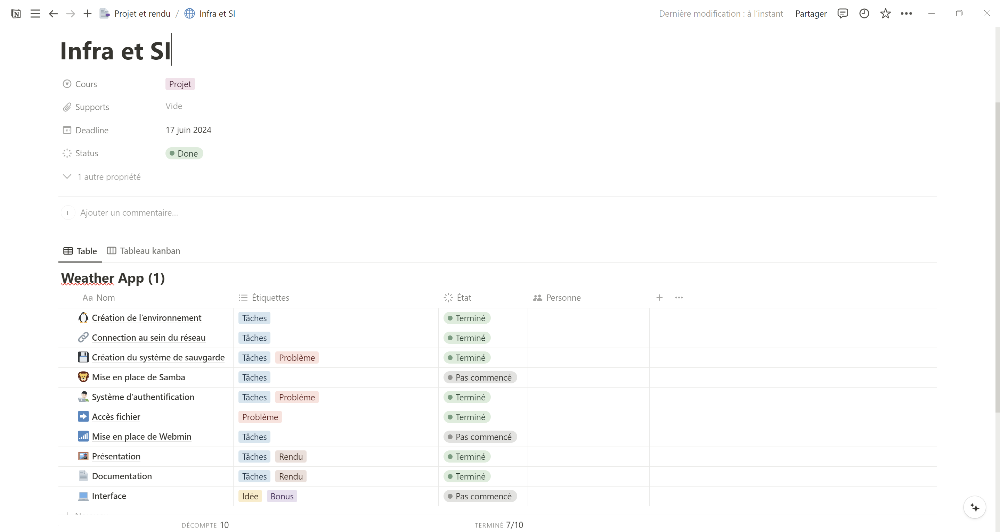 Projet et rendu / Infra et SI Dernière modification : à l'instant Partager
Infra et SI
Cours Projet
Supports Vide
Deadline 17 juin 2024
Status Done
1 autre propriété
L Ajouter un commentaire...
Table Tableau kanban
Weather App (1)
Aa Nom Étiquettes État Personne
Création de l'environnement Tâches Terminé
Connection au sein du réseau Tâches Terminé
Création du système de sauvgarde Tâches Problème Terminé
Mise en place de Samba Tâches Pas commencé
Système d'authentification Tâches Problème Terminé
Accès fichier Problème Terminé
Mise en place de Webmin Tâches Pas commencé
Présentation Tâches Rendu Terminé
Documentation Tâches Rendu Terminé
Interface Idée Bonus Pas commencé
DÉCOMPTE 10 TERMINÉ 7/10